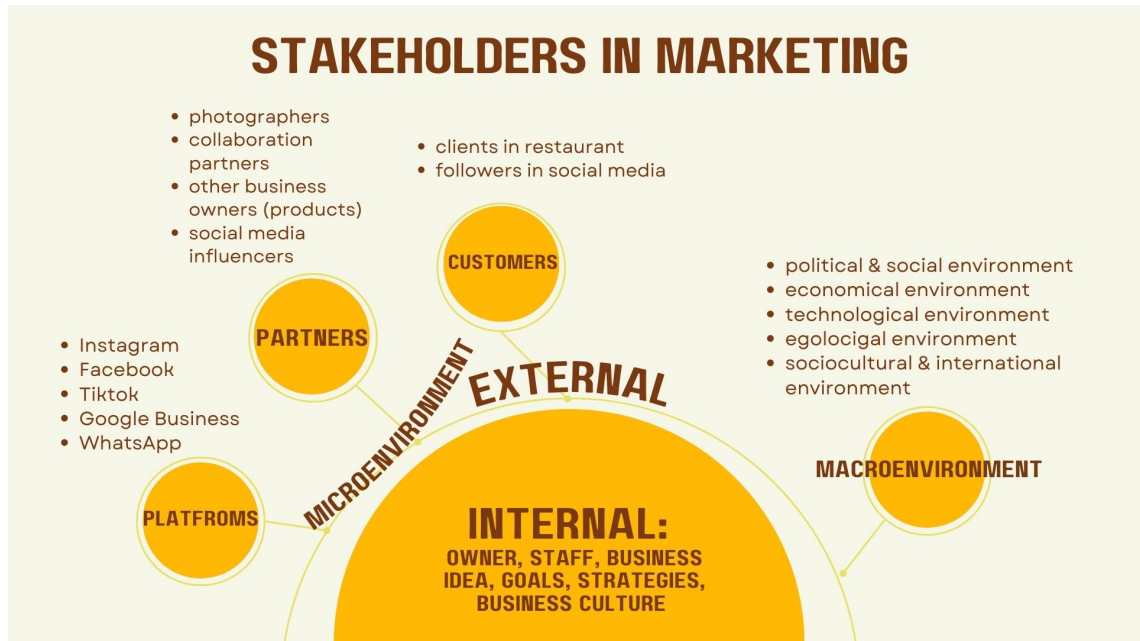 STAKEHOLDERS IN MARKETING
• photographers
• collaboration
partners
• other business
owners (products)
• social media
influencers
• clients in restaurant
• followers in social media
CUSTOMERS
• political & social environment
• economical environment
• technological environment
• egolocigal environment
• sociocultural & international
environment
PARTNERS
• Instagram
• Facebook
• Tiktok
• Google Business
• WhatsApp
MICROENVIRONMENT
EXTERNAL
MACROENVIRONMENT
PLATFROMS
INTERNAL:
OWNER, STAFF, BUSINESS
IDEA, GOALS, STRATEGIES,
BUSINESS CULTURE